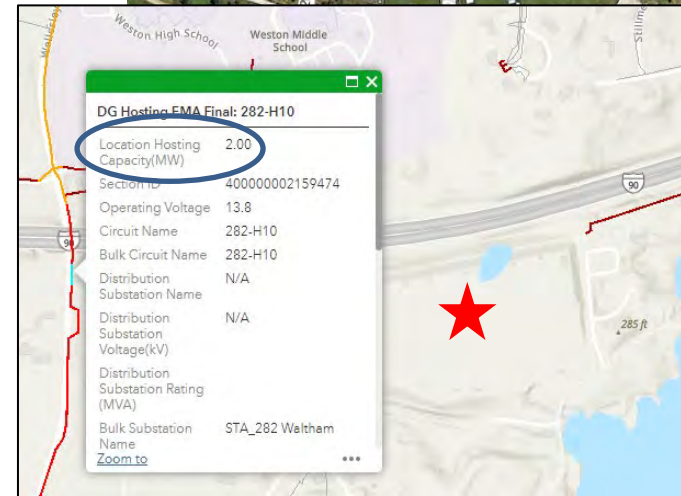 Weston High School
Weston Middle
School
Wellesley
Stillm
DG Hosting EMA Final: 282-H10
Location Hosting 2.00
Capacity(MW)
Section ID 400000002159474
Operating Voltage 13.8
Circuit Name 282-H10
Bulk Circuit Name 282-H10
Distribution N/A
Substation Name
Distribution N/A
Substation
Voltage(kV)
Distribution
Substation Rating
(MVA)
Bulk Substation STA_282 Waltham
Name
Zoom to
90
90
285 ft